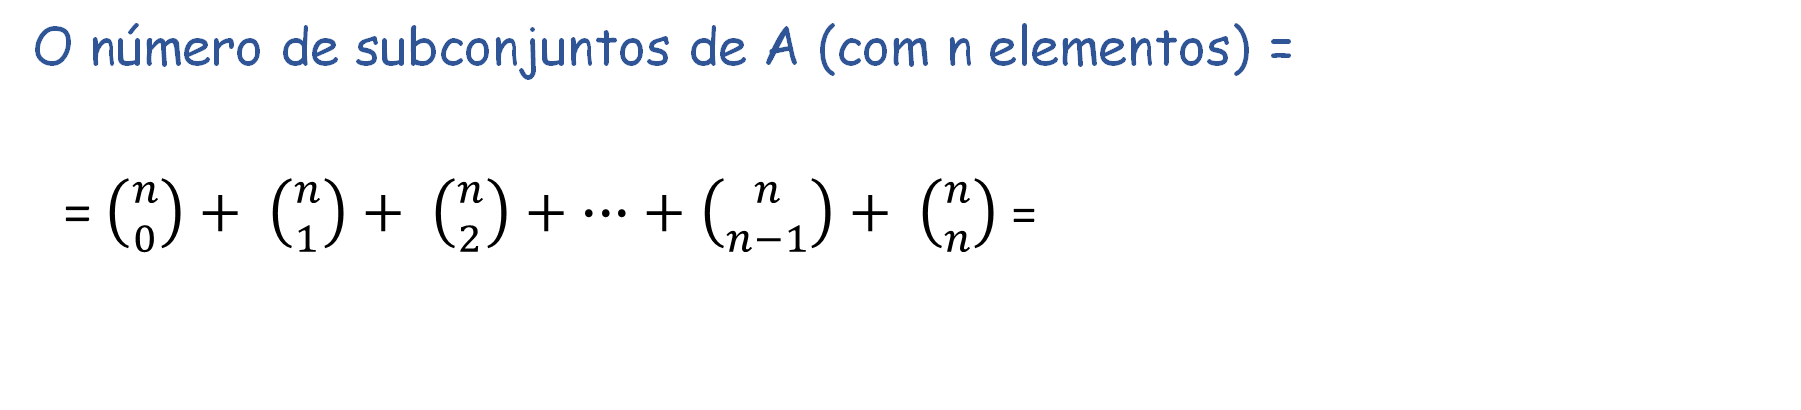 O número de subconjuntos de A (com n elementos) =
= (n 0) + (n 1) + (n 2) + ⋯ + (n n−1) + (n n) =